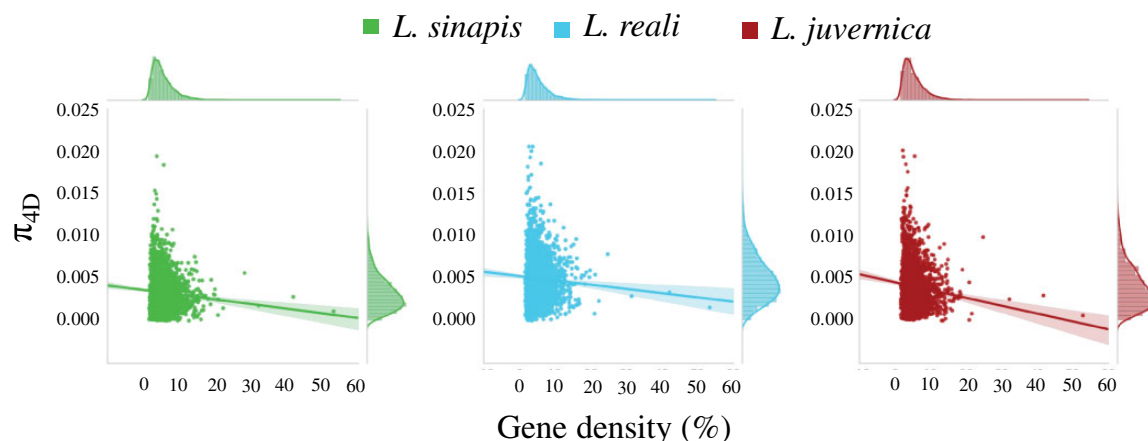 L. sinapis L. reali L. juvernica
0.025 0.025 0.025
0.020 0.020 0.020
0.015 0.015 0.015
π4D
0.010 0.010 0.010
0.005 0.005 0.005
0.000 0.000 0.000
0 10 20 30 40 50 60 0 10 20 30 40 50 60 0 10 20 30 40 50 60
Gene density (%)